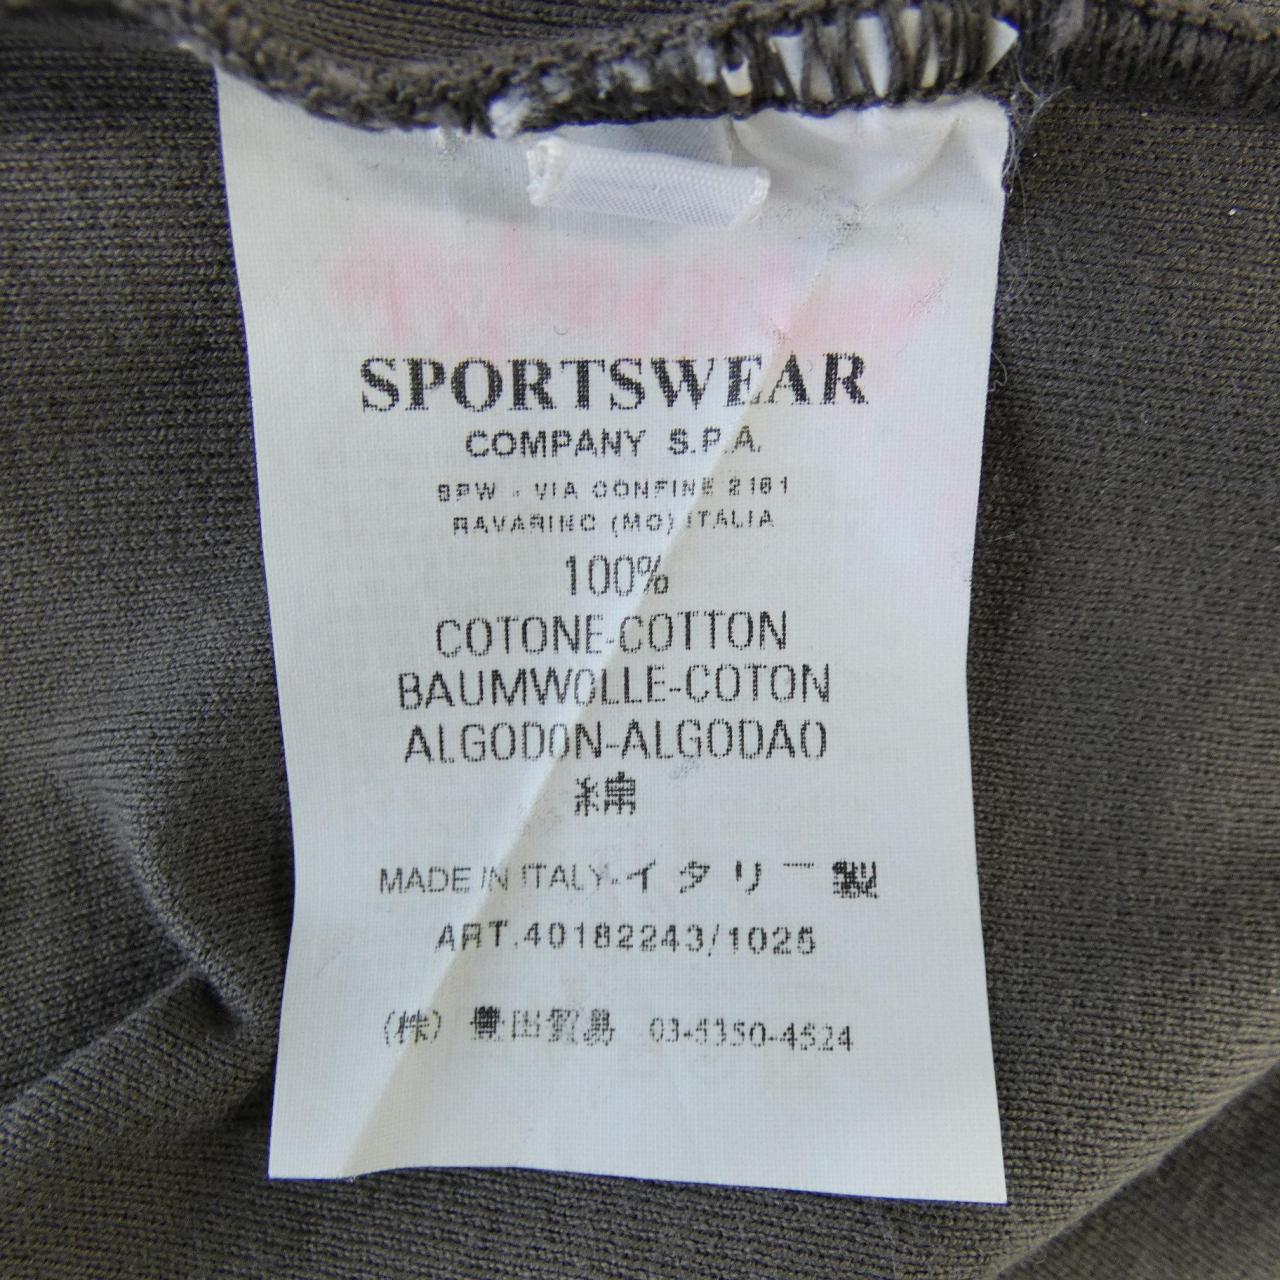 SPORTSWEAR
COMPANY S.P.A.
SPW - VIA CONFINE 2161
RAVARINO (MO) ITALIA
100%
COTONE-COTTON
BAUMWOLLE-COTON
ALGODON-ALGODAO
綿
MADE IN ITALY-イタリー製
ART.40182243/1025
(株) 豊田貿易 03-5350-4524